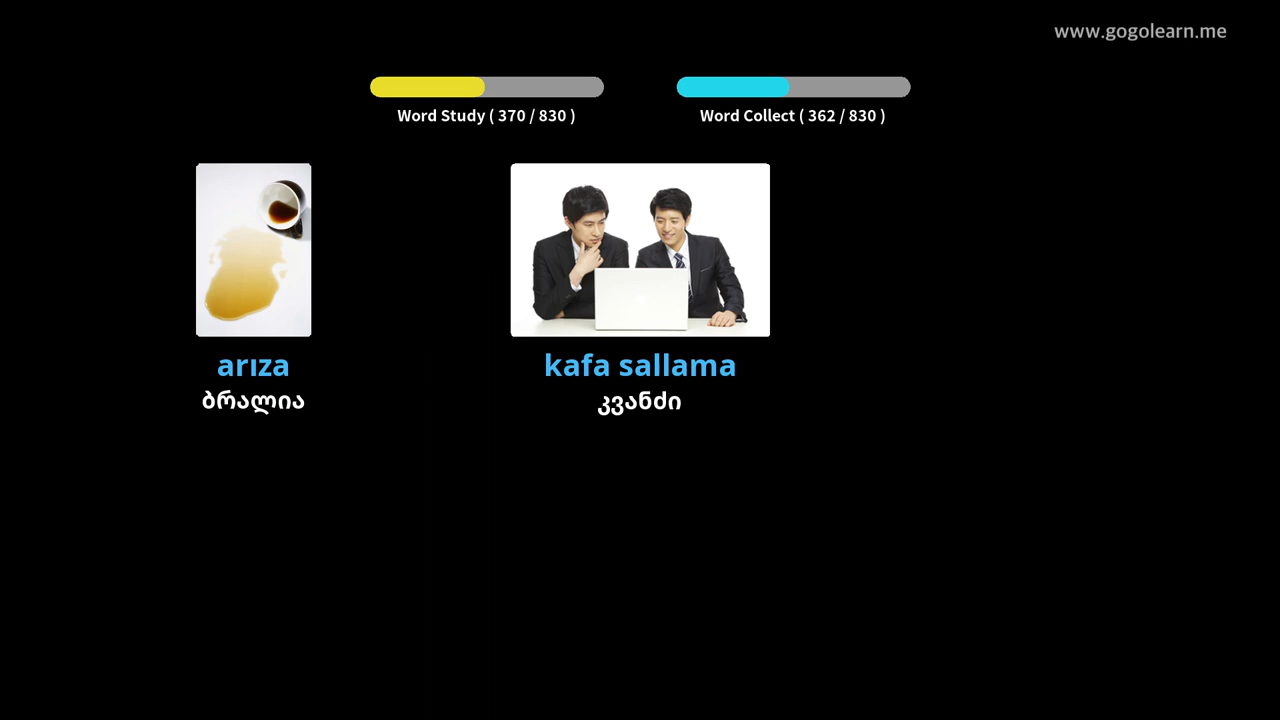 www.gogolearn.me
Word Study ( 370 / 830 )
Word Collect ( 362 / 830 )
arıza
ბრალია
kafa sallama
კვანძი